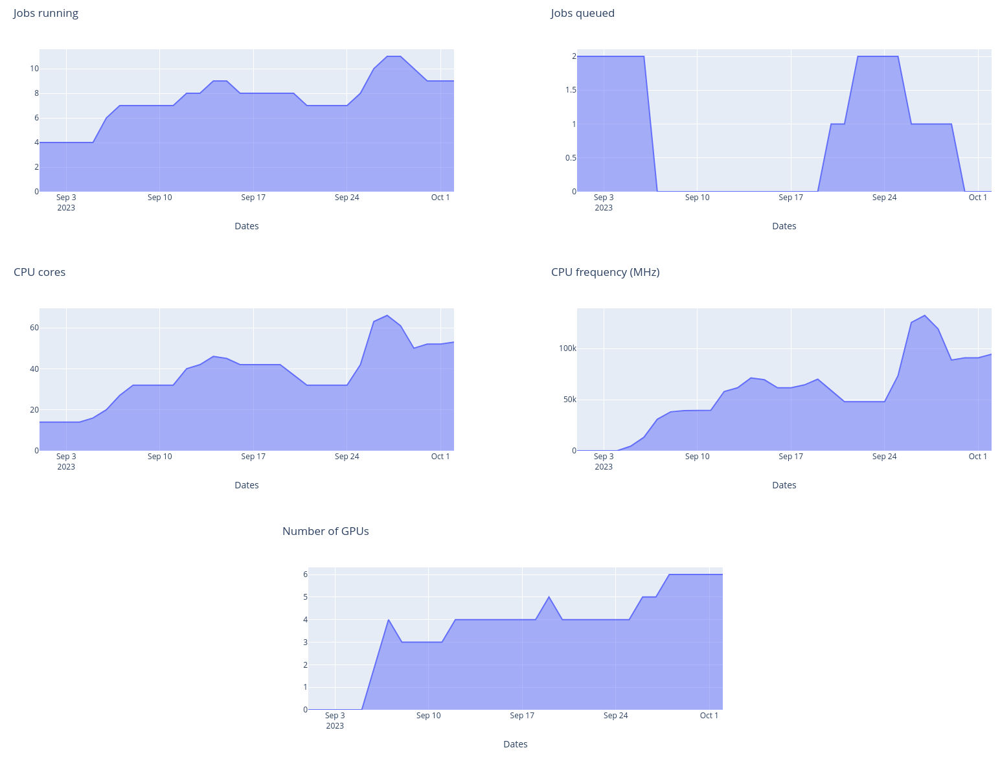 Jobs running
10
8
6
4
2
0
Sep 3
2023
Sep 10
Sep 17
Sep 24
Oct 1
Dates
Jobs queued
2
1.5
1
0.5
0
Sep 3
2023
Sep 10
Sep 17
Sep 24
Oct 1
Dates
CPU cores
60
40
20
0
Sep 3
2023
Sep 10
Sep 17
Sep 24
Oct 1
Dates
CPU frequency (MHz)
100k
50k
0
Sep 3
2023
Sep 10
Sep 17
Sep 24
Oct 1
Dates
Number of GPUs
6
5
4
3
2
1
0
Sep 3
2023
Sep 10
Sep 17
Sep 24
Oct 1
Dates